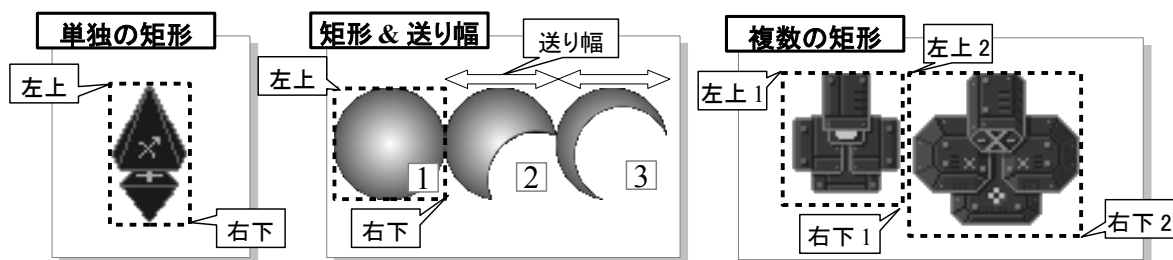 単独の矩形
左上
右下
矩形 & 送り幅
送り幅
左上
1
2
3
右下
複数の矩形
左上 1
左上 2
右下 1
右下 2